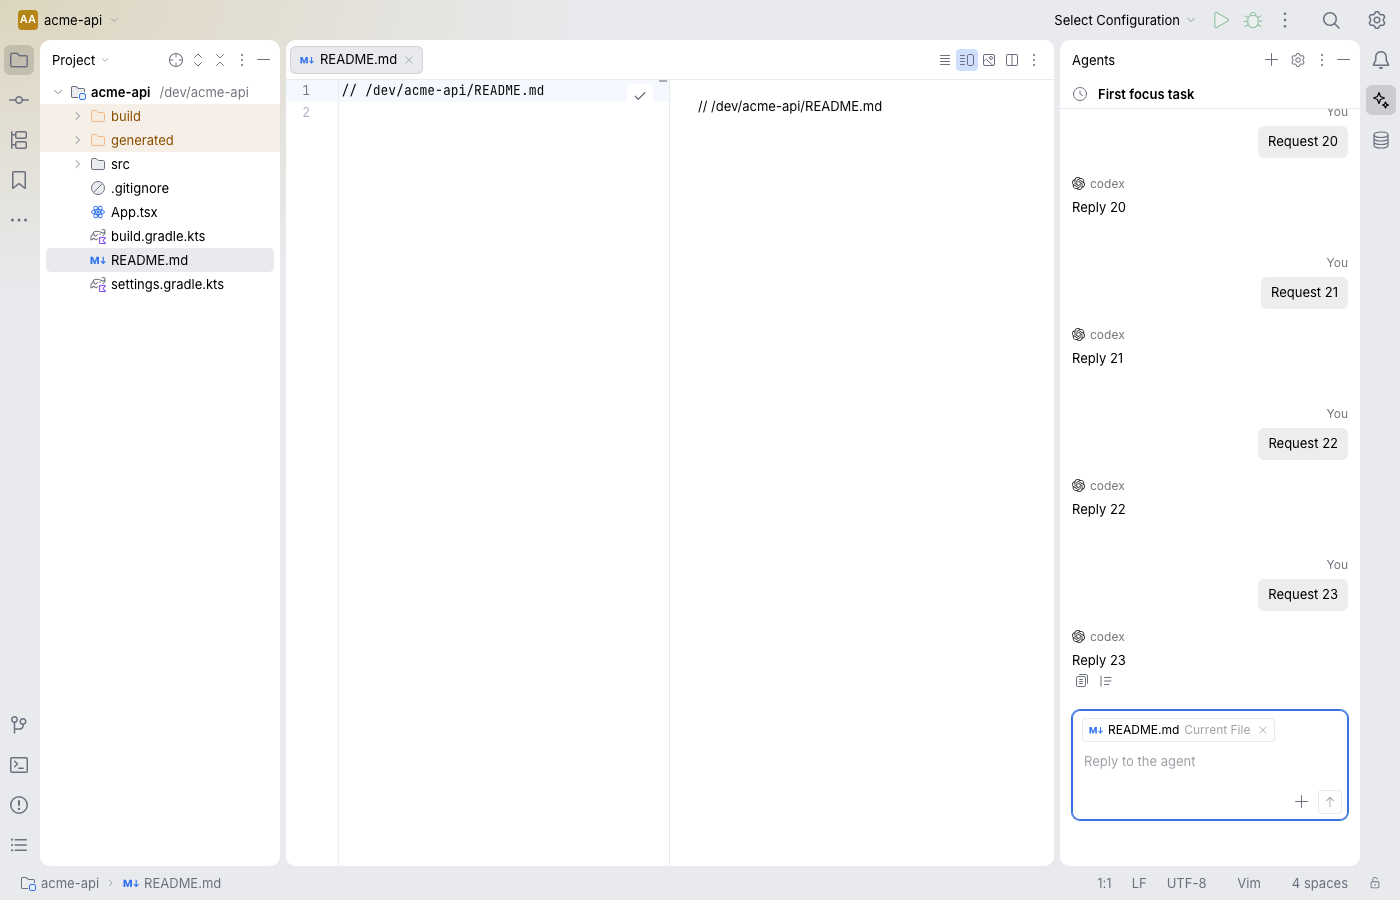 AA acme-api
Select Configuration
Project
acme-api /dev/acme-api
build
generated
src
.gitignore
App.tsx
build.gradle.kts
README.md
settings.gradle.kts
README.md
1 // /dev/acme-api/README.md
2
// /dev/acme-api/README.md
Agents
First focus task
You
Request 20
codex
Reply 20
You
Request 21
codex
Reply 21
You
Request 22
codex
Reply 22
You
Request 23
codex
Reply 23
README.md Current File
Reply to the agent
acme-api README.md
1:1 LF UTF-8 Vim 4 spaces